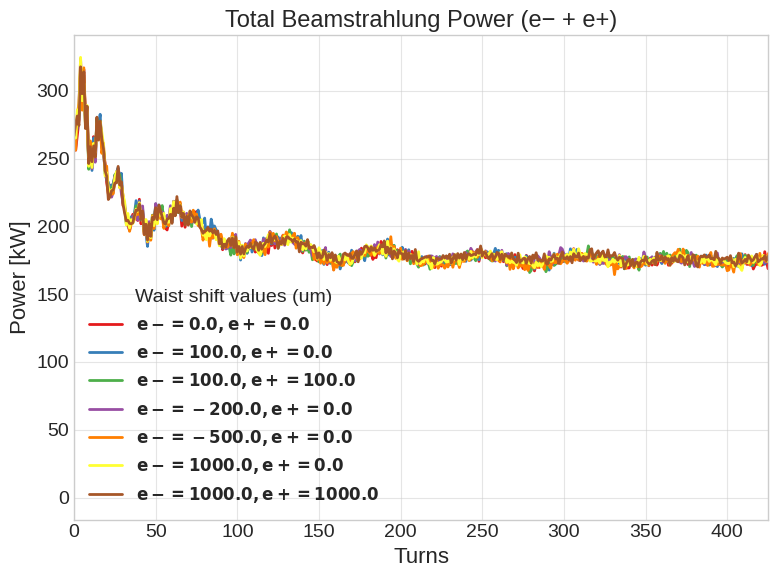 Total Beamstrahlung Power (e− + e+)
Power [kW]
300
250
200
150
100
50
0
Waist shift values (um)
e− = 0.0, e+ = 0.0
e− = 100.0, e+ = 0.0
e− = 100.0, e+ = 100.0
e− = −200.0, e+ = 0.0
e− = −500.0, e+ = 0.0
e− = 1000.0, e+ = 0.0
e− = 1000.0, e+ = 1000.0
0 50 100 150 200 250 300 350 400
Turns